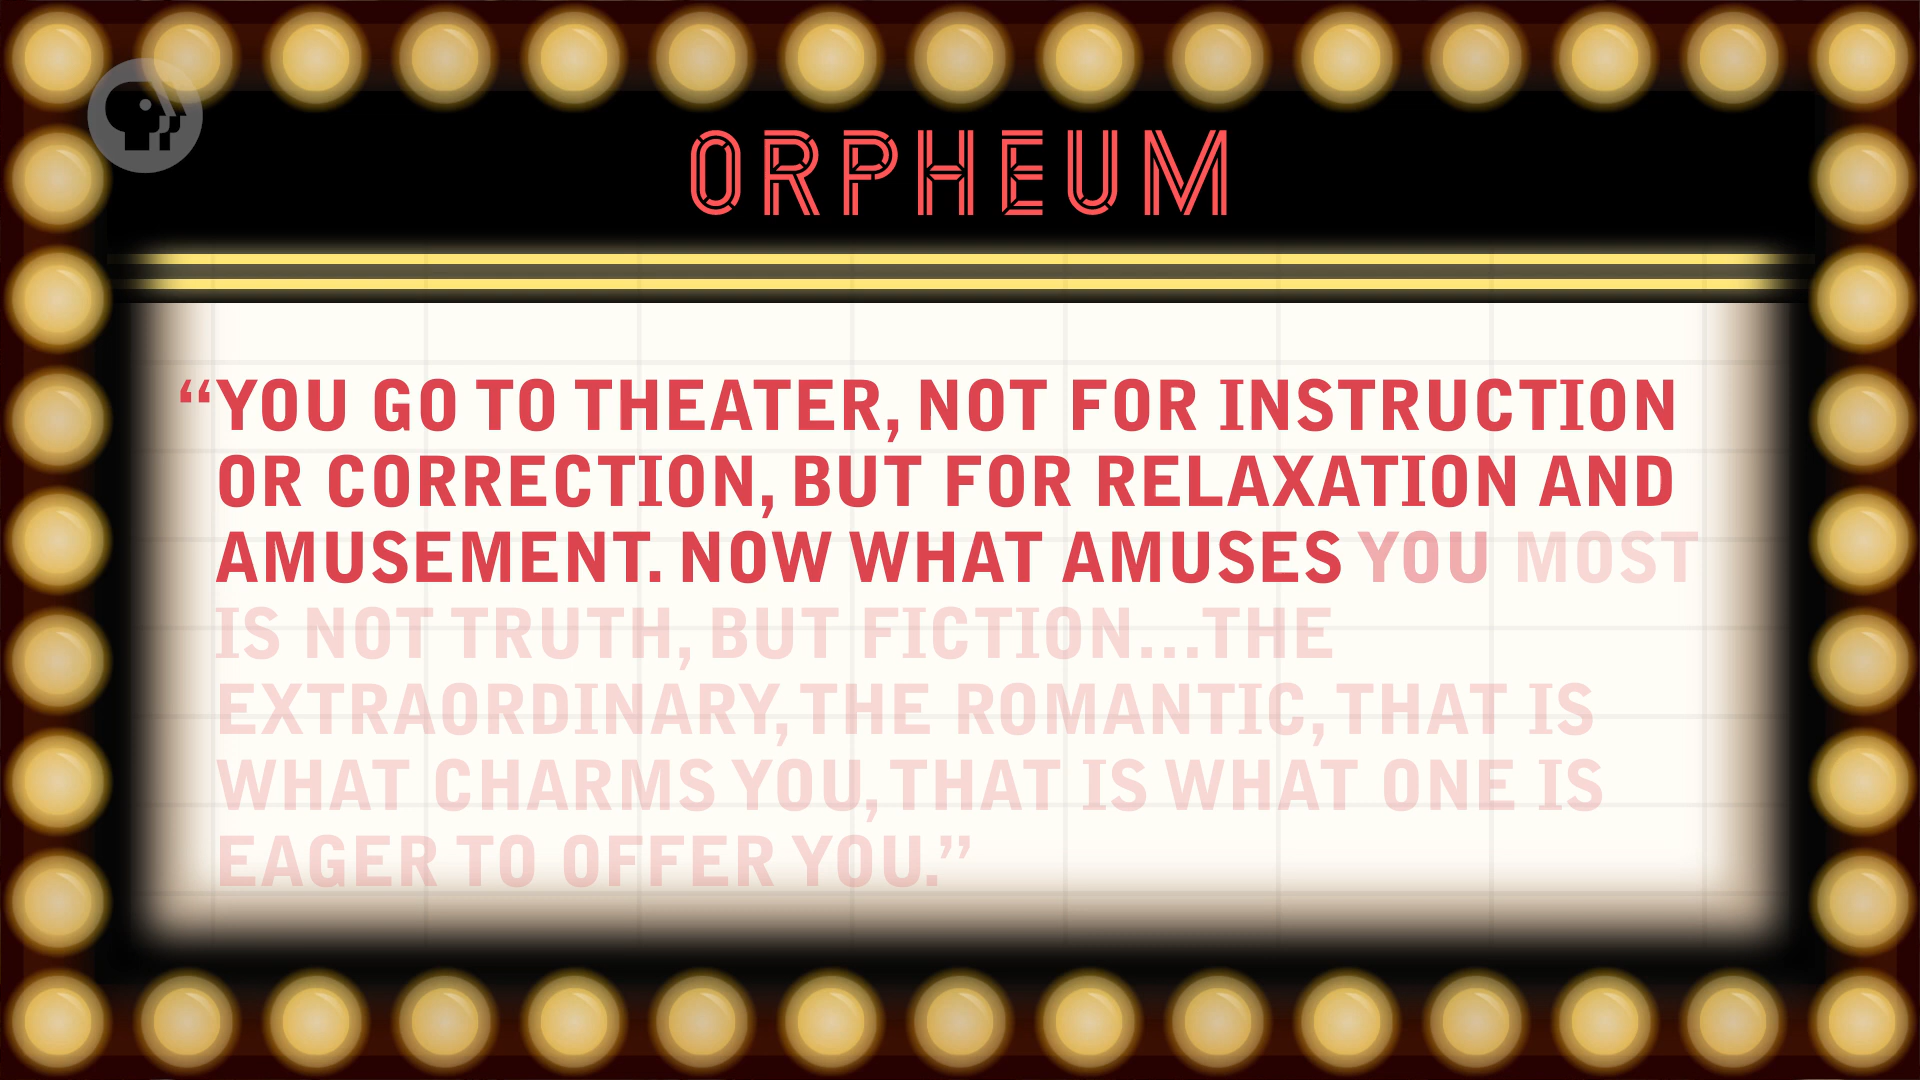 ORPHEUM
“YOU GO TO THEATER, NOT FOR INSTRUCTION
OR CORRECTION, BUT FOR RELAXATION AND
AMUSEMENT. NOW WHAT AMUSES YOU MOST
IS NOT TRUTH, BUT FICTION...THE
EXTRAORDINARY, THE ROMANTIC, THAT IS
WHAT CHARMS YOU, THAT IS WHAT ONE IS
EAGER TO OFFER YOU.”